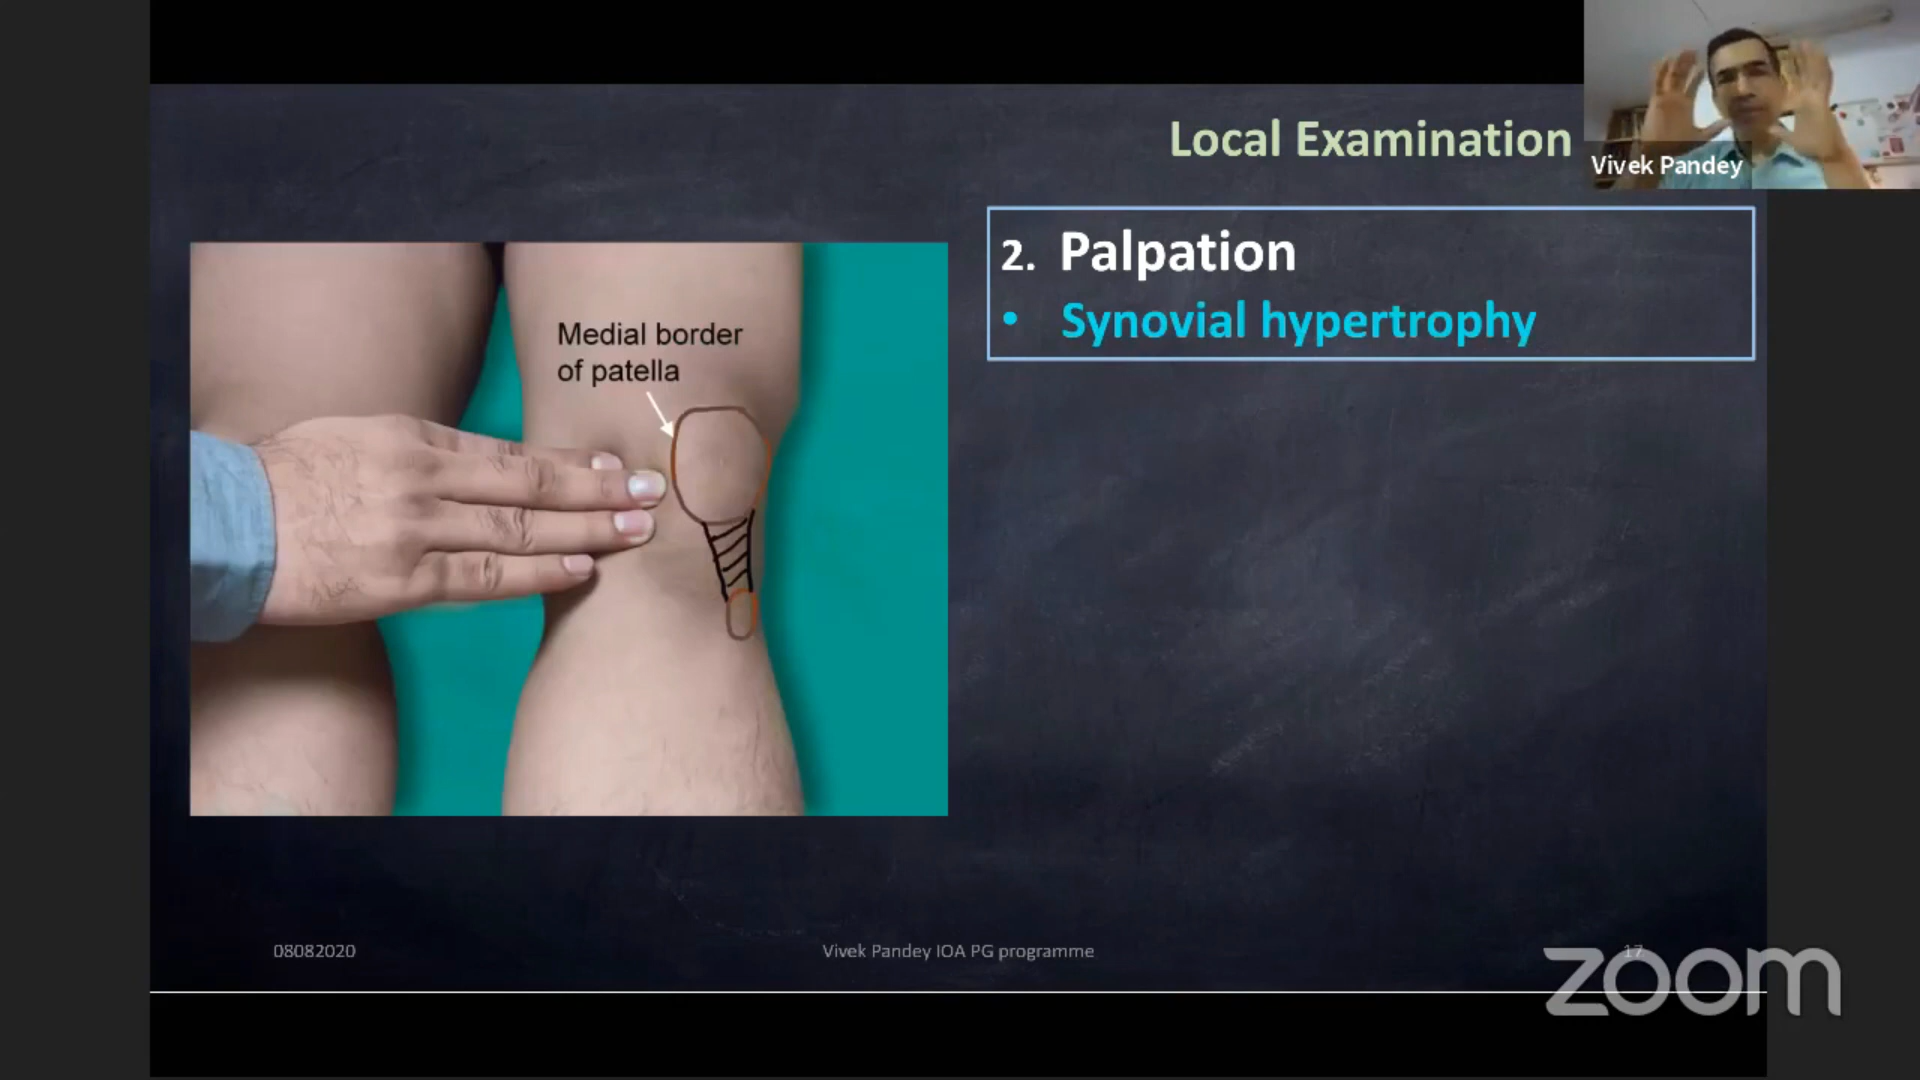 Local Examination
Vivek Pandey
2. Palpation
• Synovial hypertrophy
Medial border
of patella
08082020
Vivek Pandey IOA PG programme
17
zoom